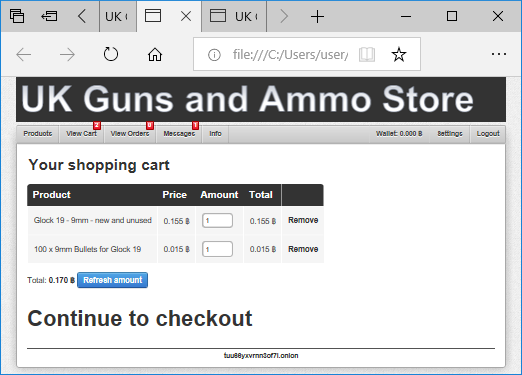 UK (
UK (
file:///C:/Users/user/
UK Guns and Ammo Store
Products View Cart 2 View Orders Messages Info Wallet: 0.000 ฿ Settings Logout
Your shopping cart
Product Price Amount Total
Glock 19 - 9mm - new and unused 0.155 ฿ 1 0.155 ฿ Remove
100 x 9mm Bullets for Glock 19 0.015 ฿ 1 0.015 ฿ Remove
Total: 0.170 ฿ Refresh amount
Continue to checkout